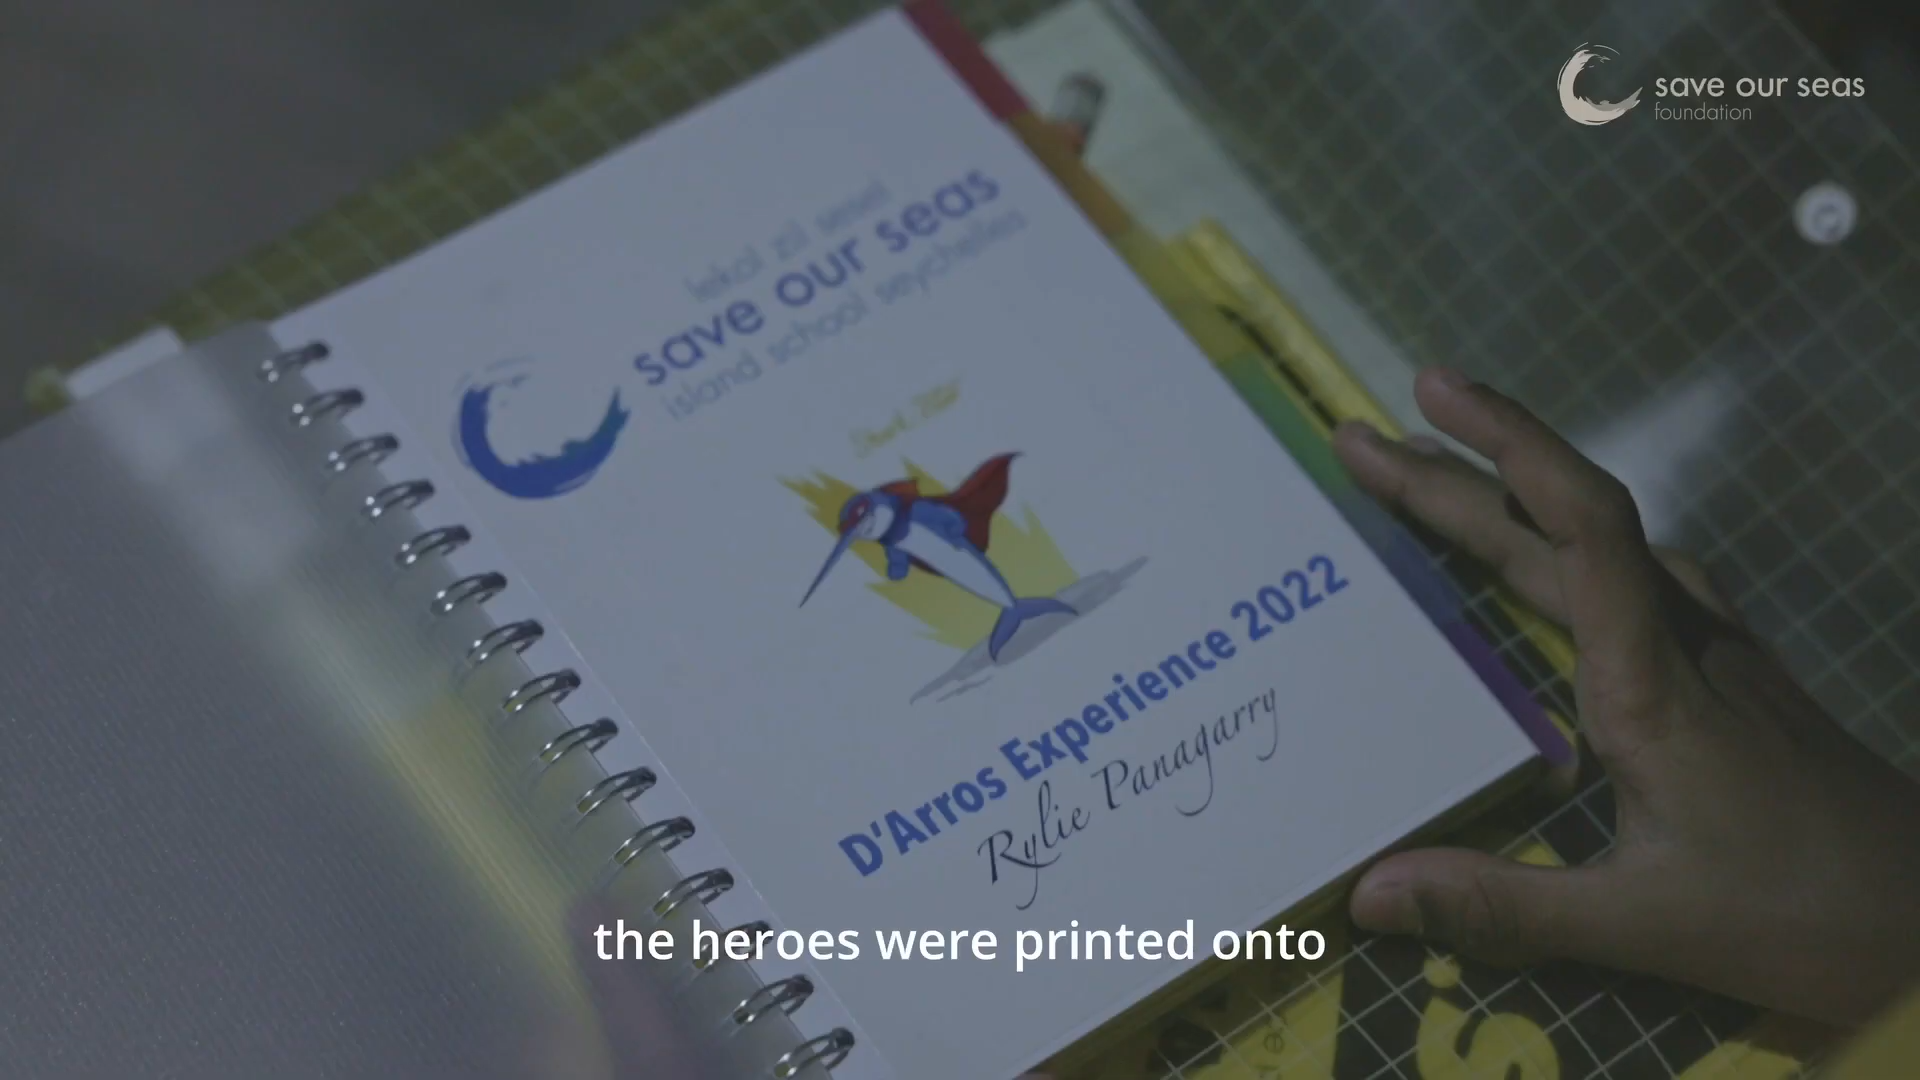 save our seas
foundation
lekol zil sesel
save our seas
island school seychelles
D'Arros Experience 2022
Rylie Panagarry
the heroes were printed onto